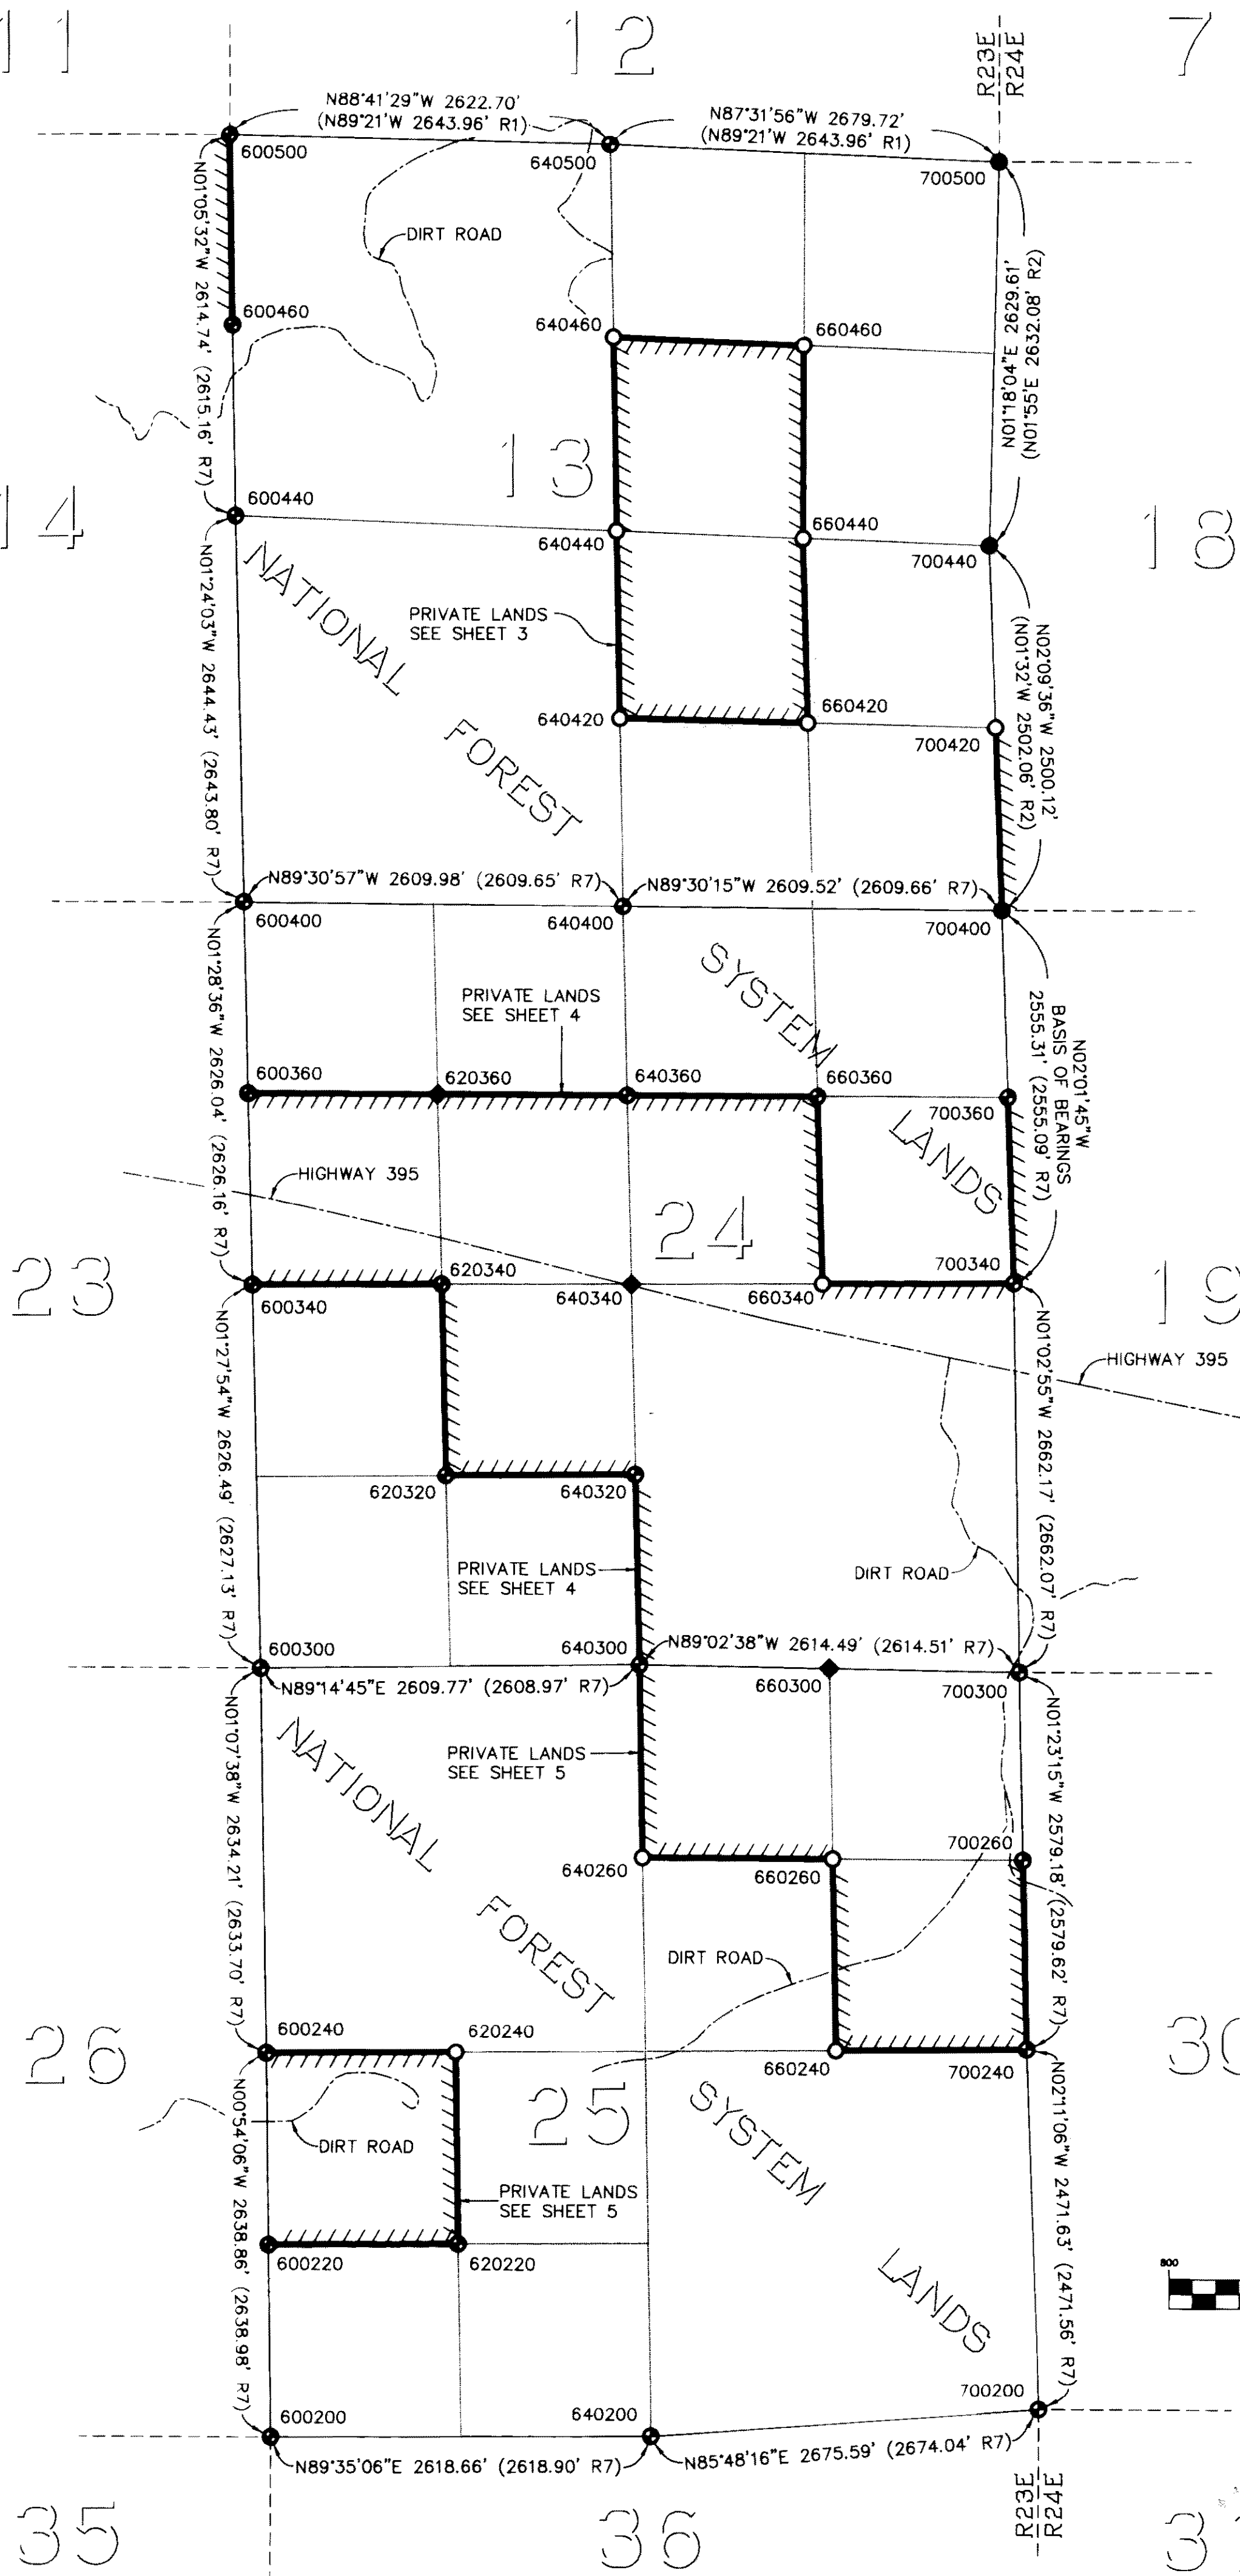 11
12
7
R23E
R24E
N88°41'29"W 2622.70'
(N89°21'W 2643.96' R1)
N87°31'56"W 2679.72'
(N89°21'W 2643.96' R1)
600500
640500
700500
N01°05'32"W 2614.74' (2615.16' R7)
DIRT ROAD
N01°18'04"E 2629.61'
(N01°55'E 2632.08' R2)
600460
640460
660460
13
14
18
600440
640440
660440
700440
N01°24'03"W 2644.43' (2643.80' R7)
NATIONAL
FOREST
PRIVATE LANDS
SEE SHEET 3
N02°09'36"W 2500.12'
(N01°32'W 2502.06' R2)
640420
660420
700420
N89°30'57"W 2609.98' (2609.65' R7)
N89°30'15"W 2609.52' (2609.66' R7)
600400
640400
700400
N01°28'36"W 2626.04' (2626.16' R7)
SYSTEM
LANDS
PRIVATE LANDS
SEE SHEET 4
N02°01'45"W
BASIS OF BEARINGS
2555.31' (2555.09' R7)
600360
620360
640360
660360
700360
HIGHWAY 395
24
23
19
600340
620340
640340
660340
700340
N01°27'54"W 2626.49' (2627.13' R7)
N01°02'55"W 2662.17' (2662.07' R7)
HIGHWAY 395
620320
640320
PRIVATE LANDS
SEE SHEET 4
DIRT ROAD
600300
640300
N89°02'38"W 2614.49' (2614.51' R7)
N89°14'45"E 2609.77' (2608.97' R7)
660300
700300
N01°07'38"W 2634.21' (2633.70' R7)
NATIONAL
FOREST
PRIVATE LANDS
SEE SHEET 5
N01°23'15"W 2579.18' (2579.62' R7)
700260
640260
660260
DIRT ROAD
26
25
30
600240
620240
660240
700240
N00°54'06"W 2638.86' (2638.98' R7)
DIRT ROAD
SYSTEM
LANDS
N02°11'06"W 2471.63' (2471.56' R7)
PRIVATE LANDS
SEE SHEET 5
600220
620220
800
700200
600200
640200
N89°35'06"E 2618.66' (2618.90' R7)
N85°48'16"E 2675.59' (2674.04' R7)
R23E
R24E
35
36